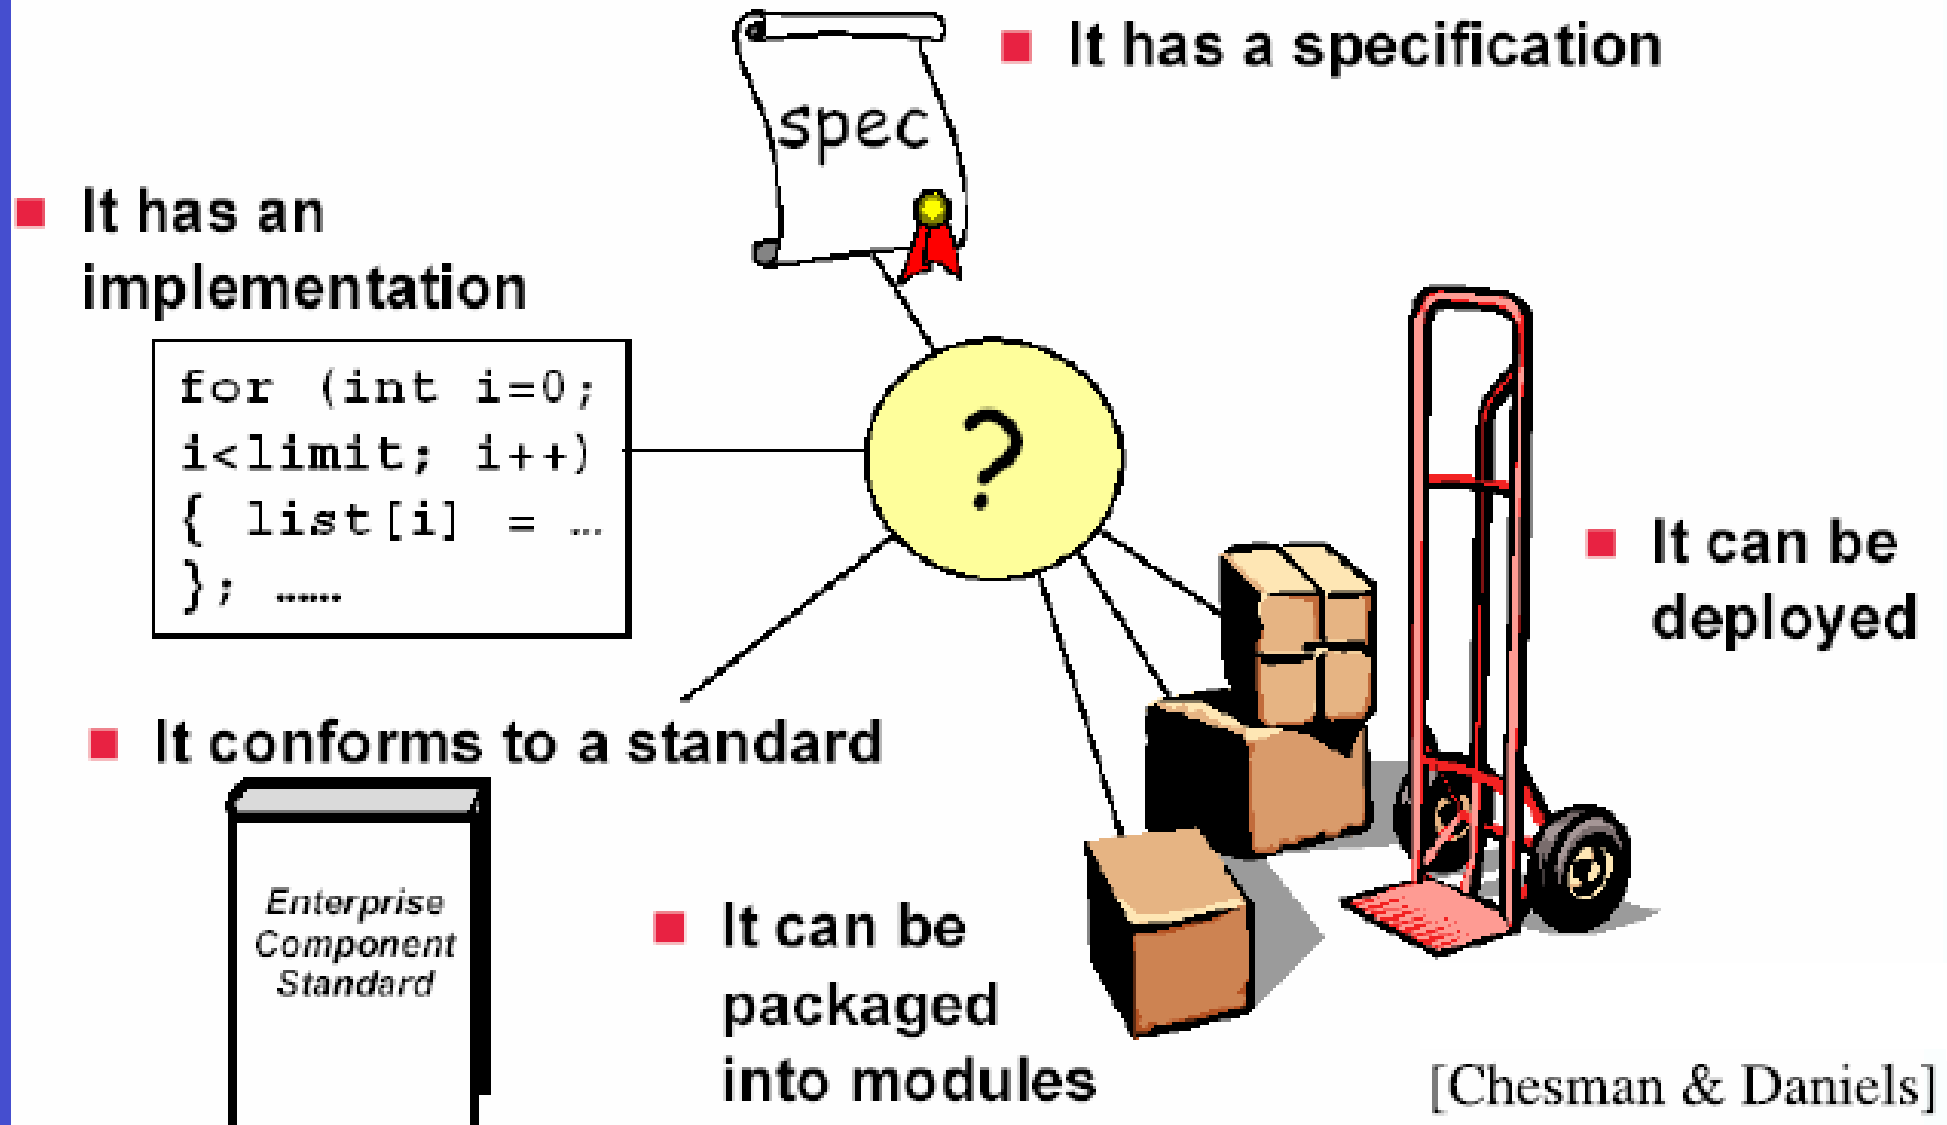 It has a specification
spec
It has an
implementation
for (int i=0;
i<limit; i++)
{ list[i] = …
}; ……
?
It can be
deployed
It conforms to a standard
Enterprise
Component
Standard
It can be
packaged
into modules
[Chesman & Daniels]